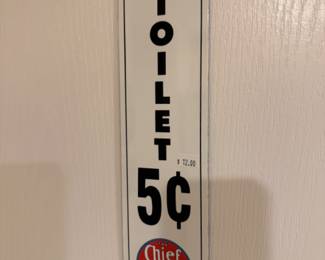 TOILET
$ 12.00
5¢
Chief